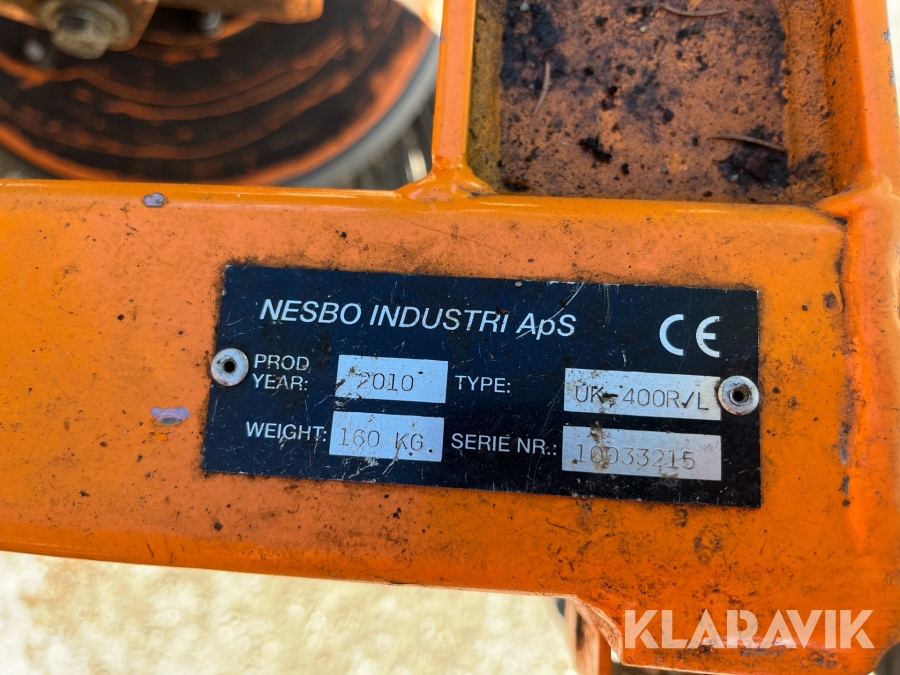 NESBO INDUSTRI ApS CE
PROD YEAR: 2010 TYPE: UK-400R/L
WEIGHT: 160 KG. SERIE NR.: 10033215
KLARAVIK